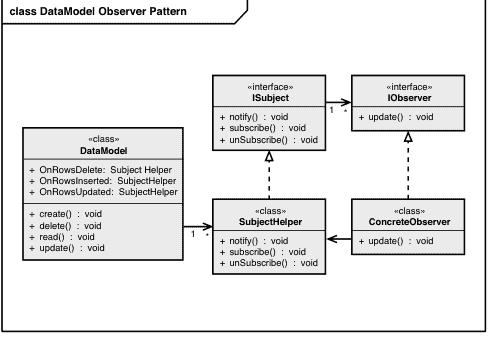 class DataModel Observer Pattern
«interface»
ISubject
+ notify() : void
+ subscribe() : void
+ unSubscribe() : void
1
*
«interface»
IObserver
+ update() : void
«class»
DataModel
+ OnRowsDelete: Subject Helper
+ OnRowsInserted: SubjectHelper
+ OnRowsUpdated: SubjectHelper
+ create() : void
+ delete() : void
+ read() : void
+ update() : void
1
*
«class»
SubjectHelper
+ notify() : void
+ subscribe() : void
+ unSubscribe() : void
«class»
ConcreteObserver
+ update() : void